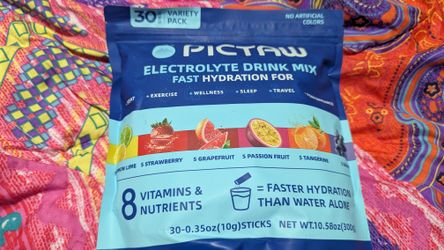 30 VARIETY
PACK
NO ARTIFICIAL
COLORS
PICTAW
ELECTROLYTE DRINK MIX
FAST HYDRATION FOR
+ EXERCISE + WELLNESS + SLEEP + TRAVEL
LIME 5 STRAWBERRY 5 GRAPEFRUIT 5 PASSION FRUIT 5 TANGERINE
8 VITAMINS &
NUTRIENTS
= FASTER HYDRATION
THAN WATER ALONE
30-0.35oz(10g)STICKS NET WT.10.58oz(300g)